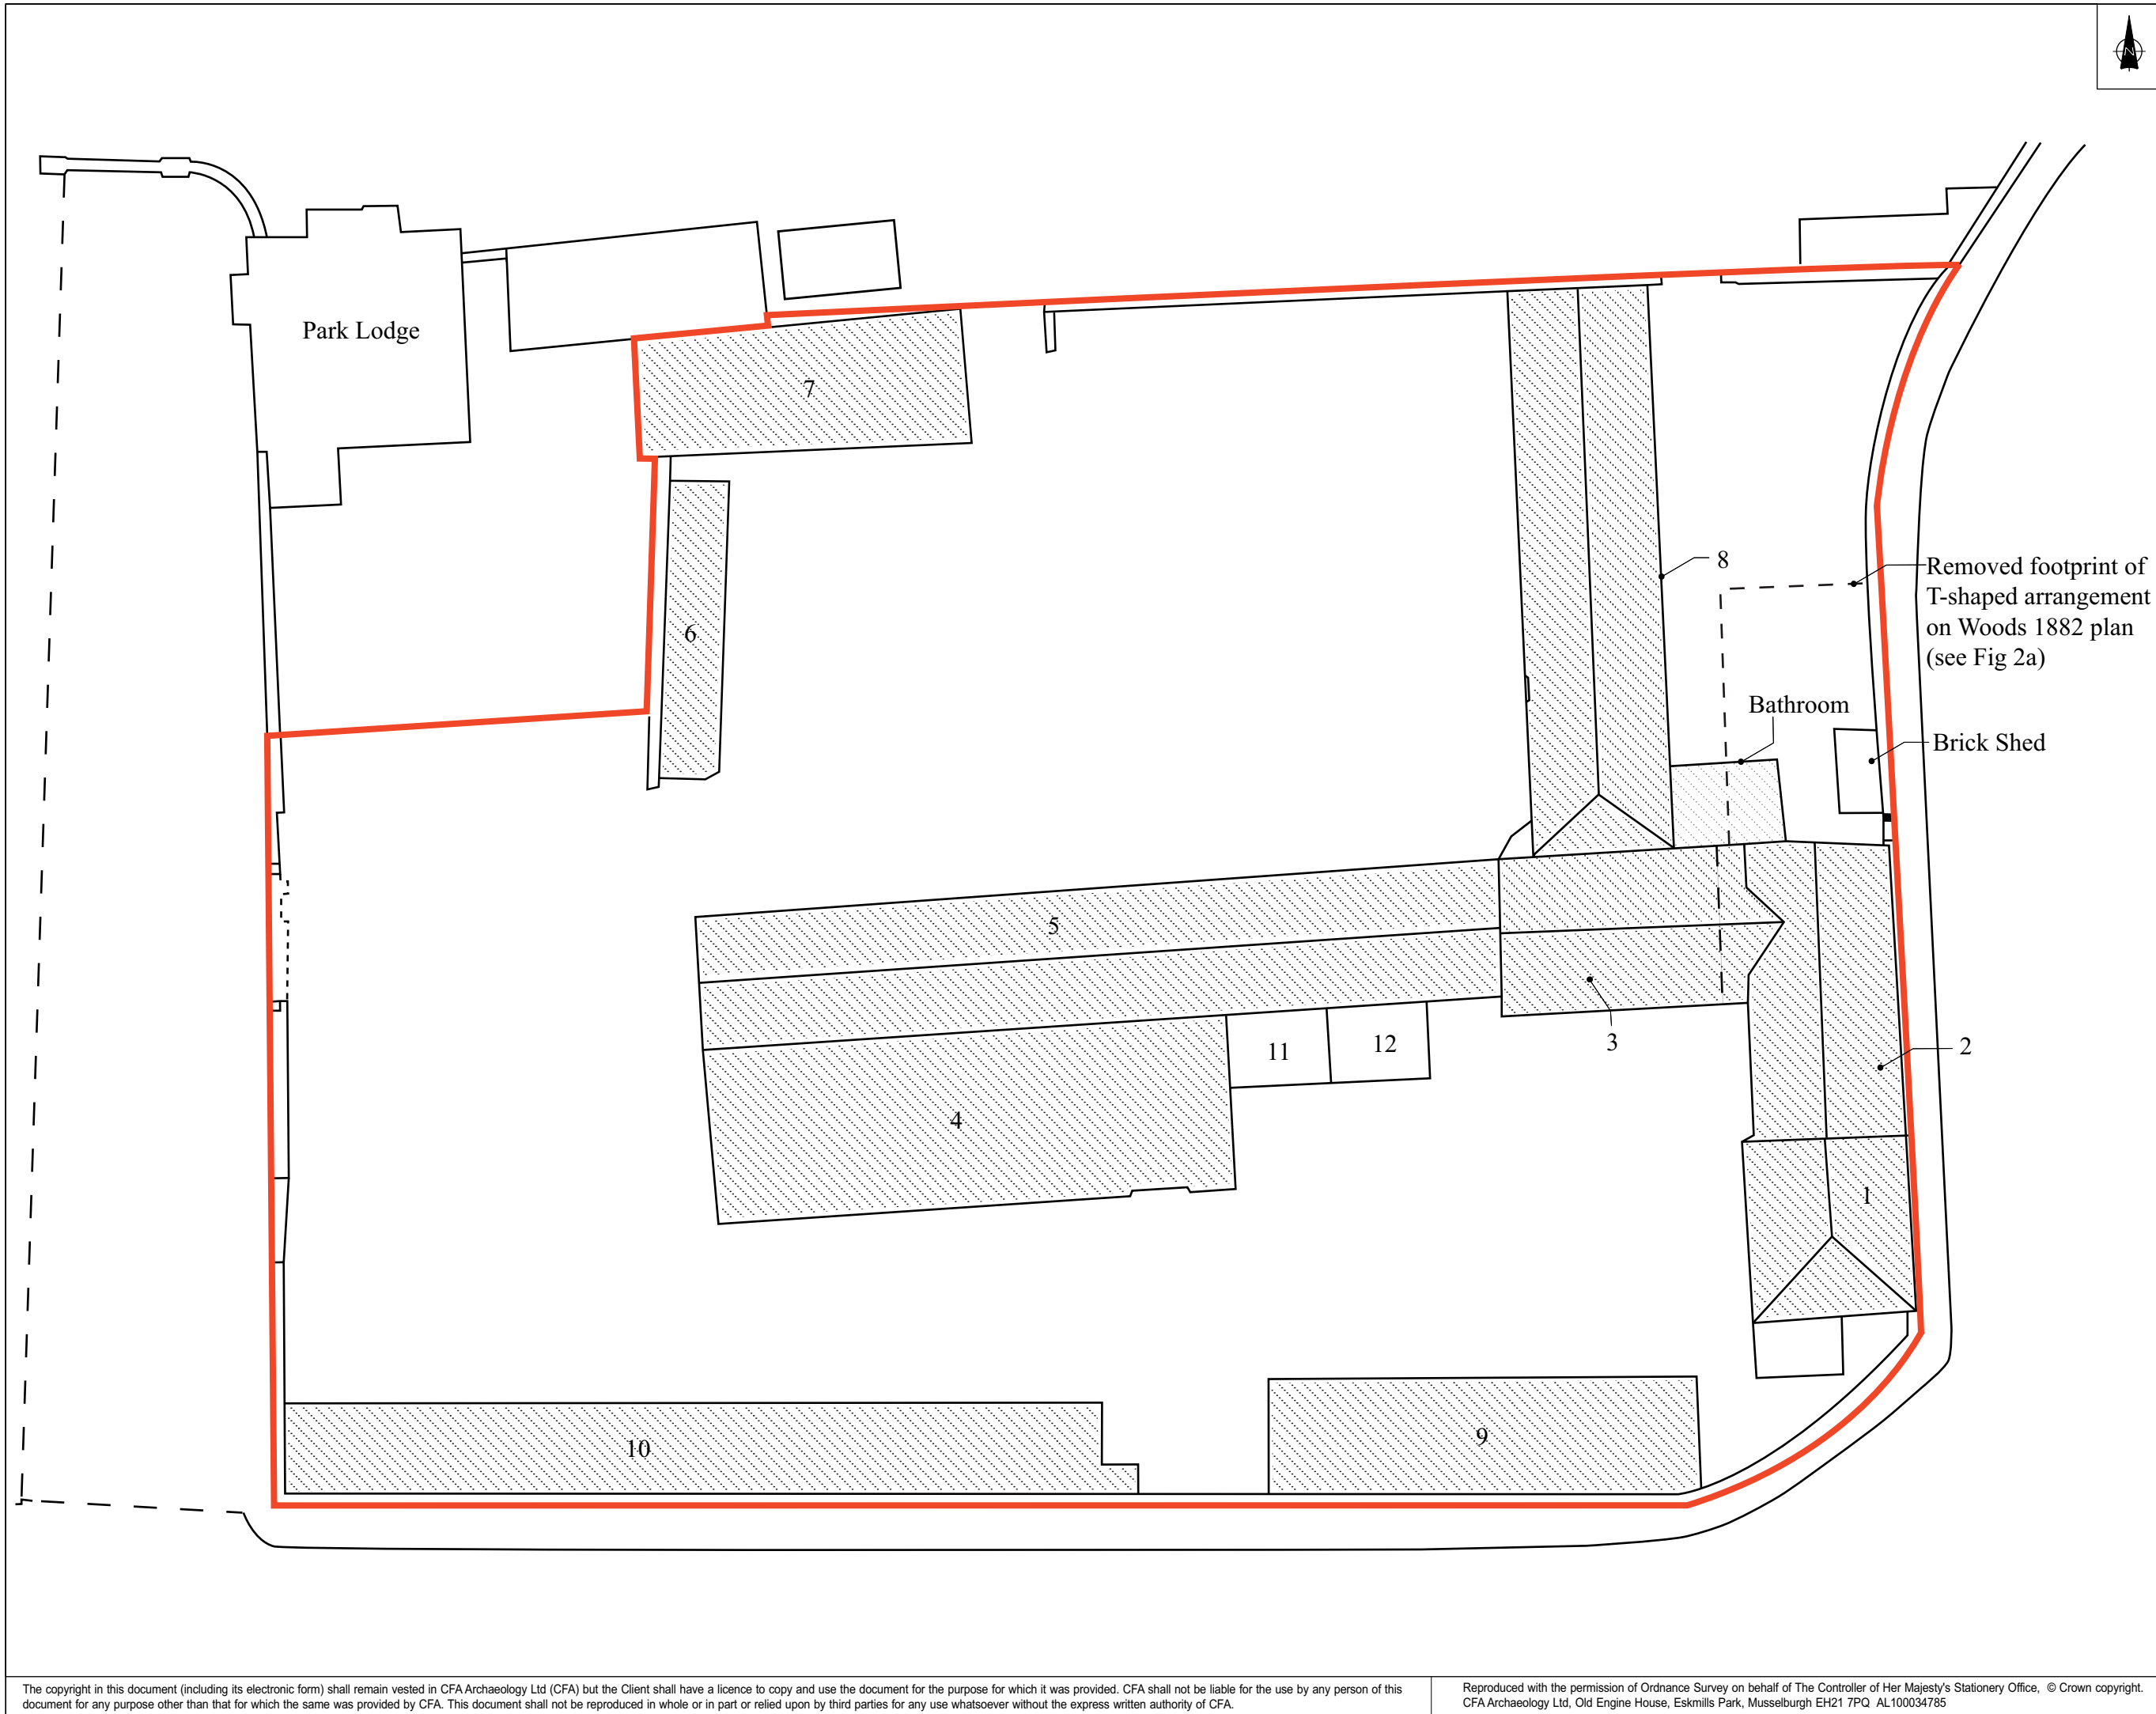 N
Park Lodge
7
8
Removed footprint of
T-shaped arrangement
on Woods 1882 plan
(see Fig 2a)
6
Bathroom
Brick Shed
5
3
11
12
2
4
1
10
9
The copyright in this document (including its electronic form) shall remain vested in CFA Archaeology Ltd (CFA) but the Client shall have a licence to copy and use the document for the purpose for which it was provided. CFA shall not be liable for the use by any person of this
document for any purpose other than that for which the same was provided by CFA. This document shall not be reproduced in whole or in part or relied upon by third parties for any use whatsoever without the express written authority of CFA.
Reproduced with the permission of Ordnance Survey on behalf of The Controller of Her Majesty's Stationery Office, © Crown copyright.
CFA Archaeology Ltd, Old Engine House, Eskmills Park, Musselburgh EH21 7PQ AL100034785